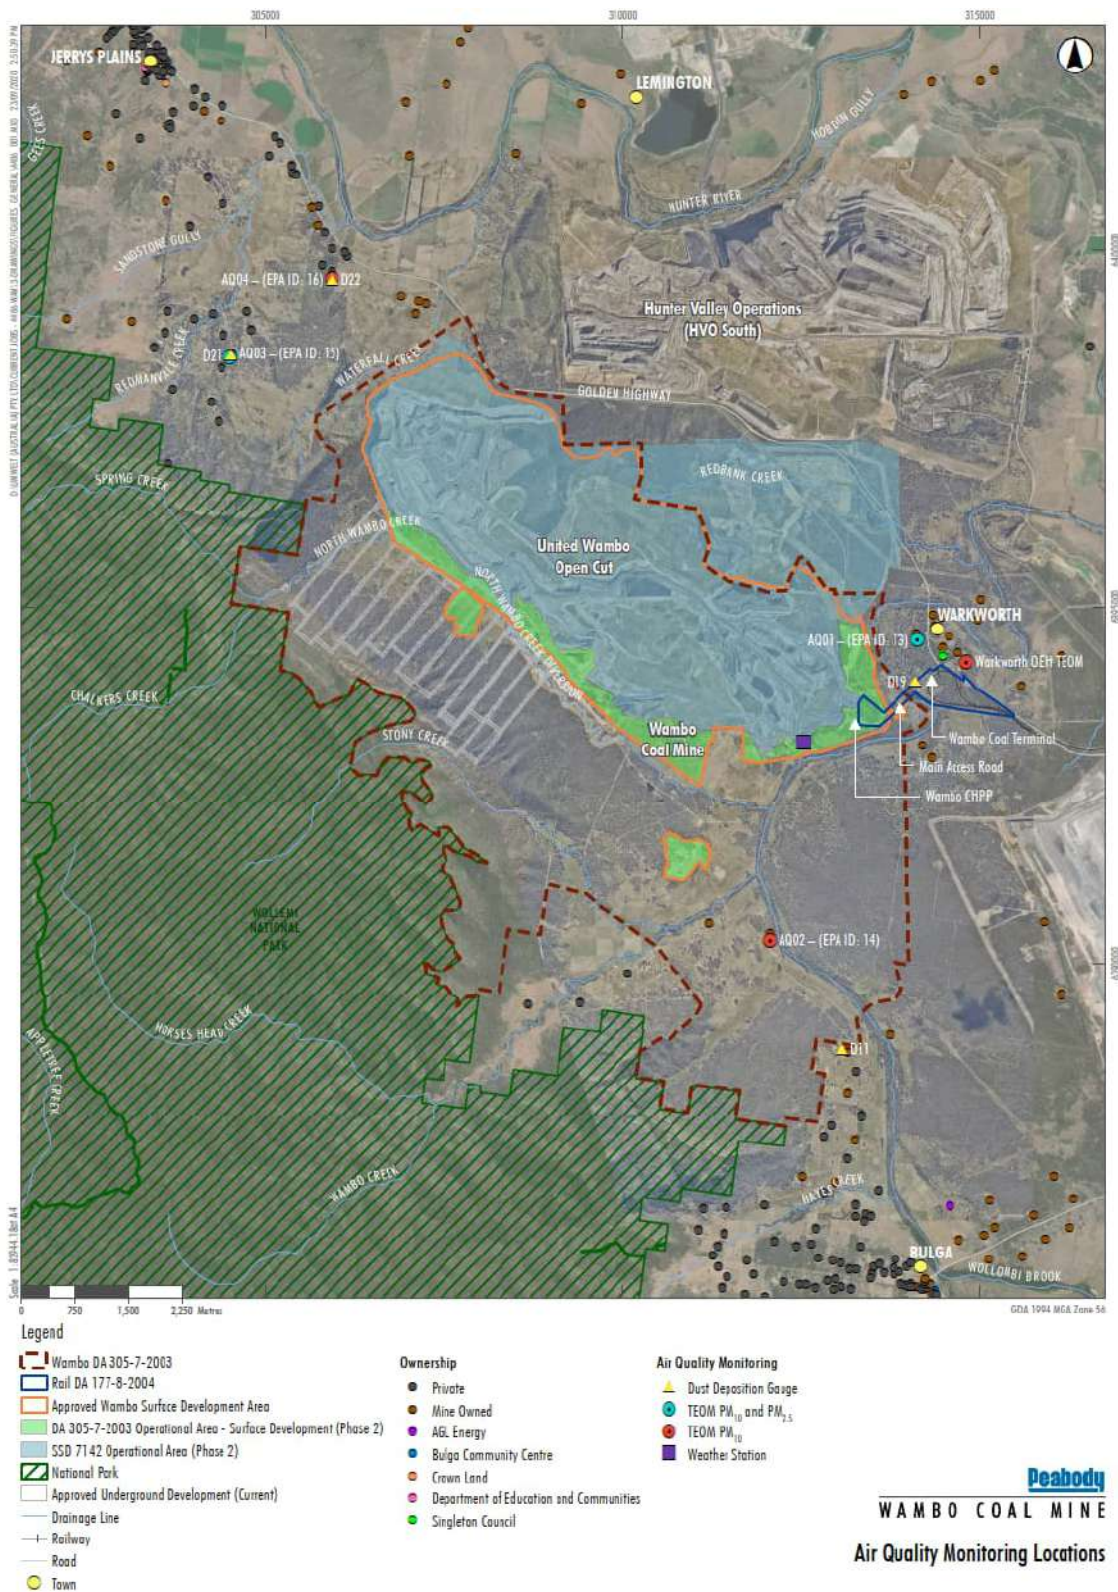 305000
310000
315000
JERRYS PLAINS
LEMINGTON
GEES CREEK
HOBDEN GULLY
HUNTER RIVER
SANDSTONE GULLY
6400000
AQ04 – (EPA ID: 16) D22
Hunter Valley Operations
(HVO South)
D21 AQ03 – (EPA ID: 15)
REDMANVALE CREEK
WATERFALL CREEK
GOLDEN HIGHWAY
REDBANK CREEK
SPRING CREEK
NORTH WAMBO CREEK
United Wambo
Open Cut
NORTH WAMBO CREEK DIVERSION
6395000
WARKWORTH
AQ01 – (EPA ID: 13)
Warkworth OEH TEOM
D19
CHALKERS CREEK
STONY CREEK
Wambo
Coal Mine
Wambo Coal Terminal
Main Access Road
Wambo CHPP
WOLLEMI
NATIONAL
PARK
AQ02 – (EPA ID: 14)
6390000
HORSES HEAD CREEK
APPLETREE CREEK
D11
WAMBO CREEK
HAYES CREEK
BULGA
WOLLOMBI BROOK
0 750 1,500 2,250 Metres
GDA 1994 MGA Zone 56
Legend
Wambo DA 305-7-2003
Rail DA 177-8-2004
Approved Wambo Surface Development Area
DA 305-7-2003 Operational Area - Surface Development (Phase 2)
SSD 7142 Operational Area (Phase 2)
National Park
Approved Underground Development (Current)
Drainage Line
Railway
Road
Town
Ownership
Private
Mine Owned
AGL Energy
Bulga Community Centre
Crown Land
Department of Education and Communities
Singleton Council
Air Quality Monitoring
Dust Deposition Gauge
TEOM PM10 and PM2.5
TEOM PM10
Weather Station
Peabody
WAMBO COAL MINE
Air Quality Monitoring Locations